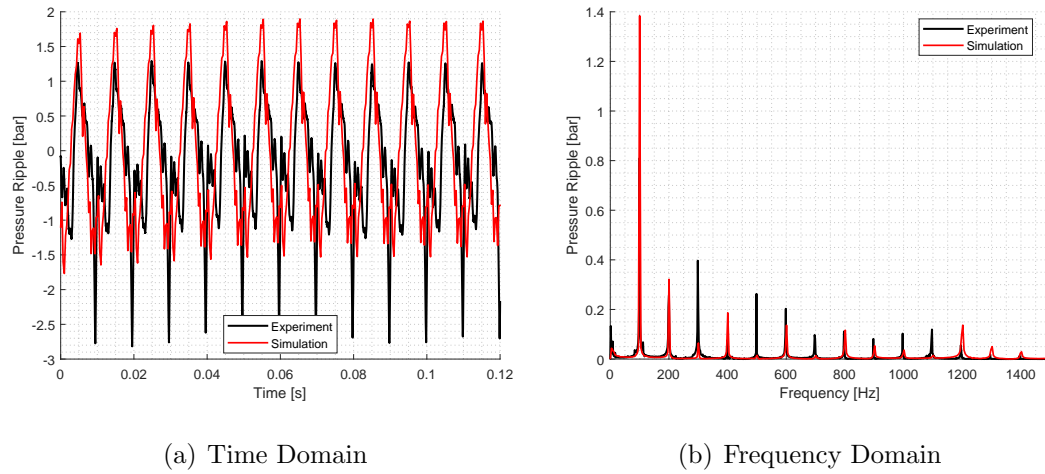 2
1.5
1
0.5
0
-0.5
-1
-1.5
-2
-2.5
-3
Pressure Ripple [bar]
Experiment
Simulation
0 0.02 0.04 0.06 0.08 0.1 0.12
Time [s]
(a) Time Domain
1.4
1.2
1
0.8
0.6
0.4
0.2
0
Pressure Ripple [bar]
Experiment
Simulation
0 200 400 600 800 1000 1200 1400
Frequency [Hz]
(b) Frequency Domain